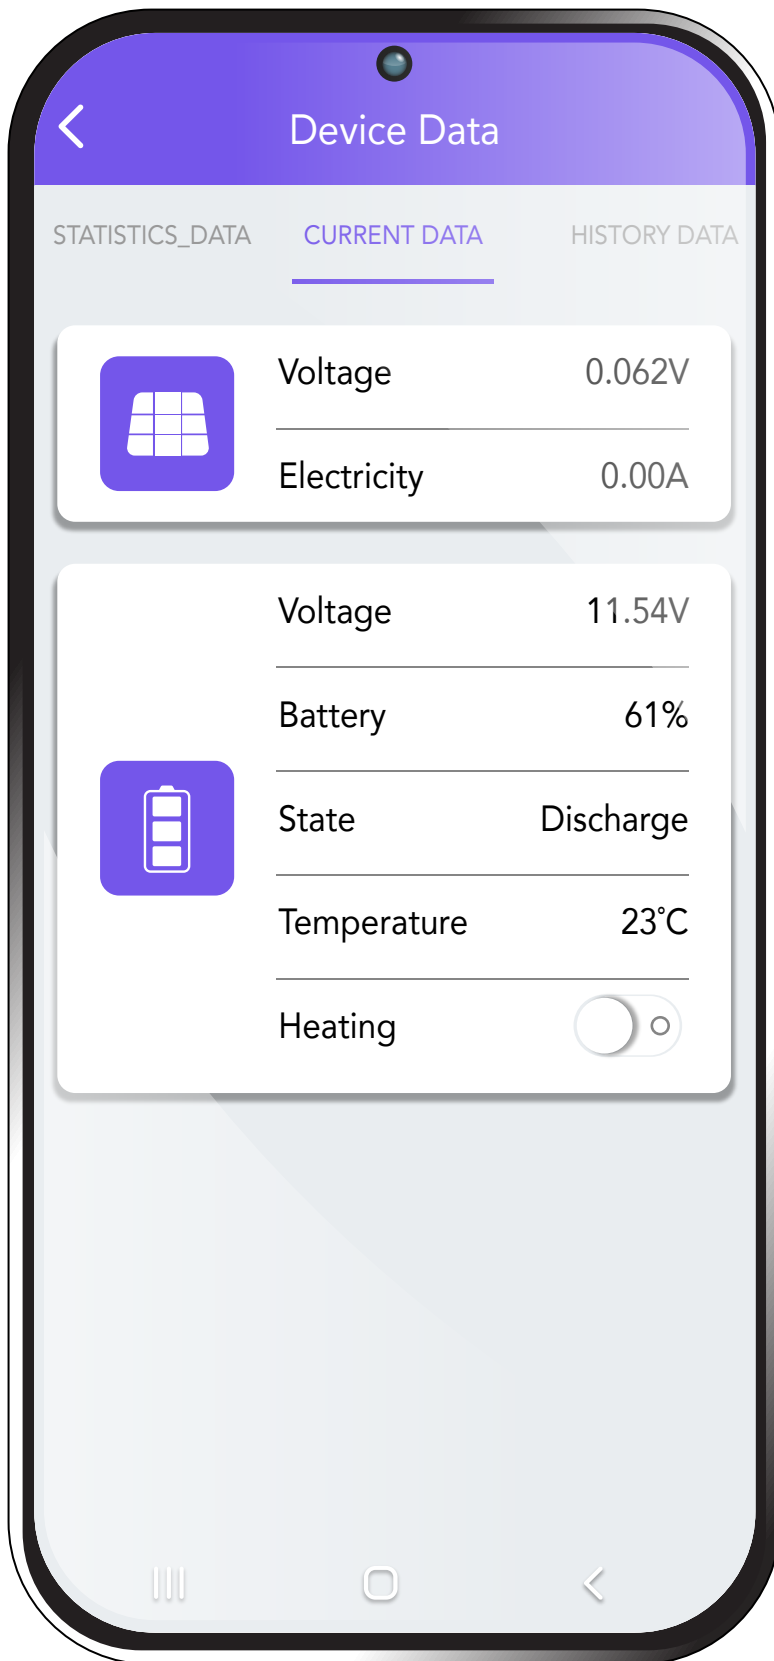 Device Data
STATISTICS_DATA CURRENT DATA HISTORY DATA
Voltage 0.062V
Electricity 0.00A
Voltage 11.54V
Battery 61%
State Discharge
Temperature 23°C
Heating